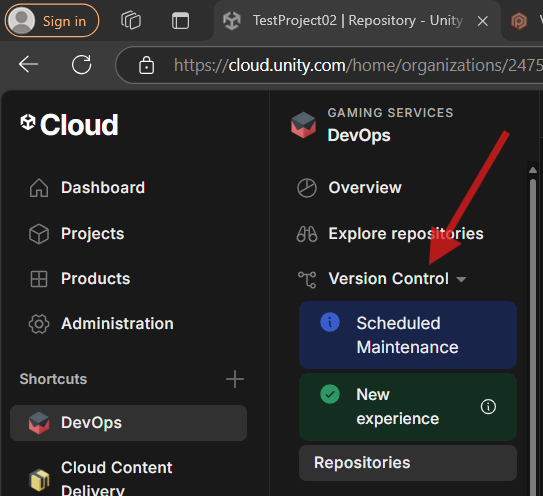 Sign in
TestProject02 | Repository - Unity
https://cloud.unity.com/home/organizations/2475
Cloud
Dashboard
Projects
Products
Administration
Shortcuts
DevOps
Cloud Content
Delivery
GAMING SERVICES
DevOps
Overview
Explore repositories
Version Control
Scheduled
Maintenance
New
experience
Repositories